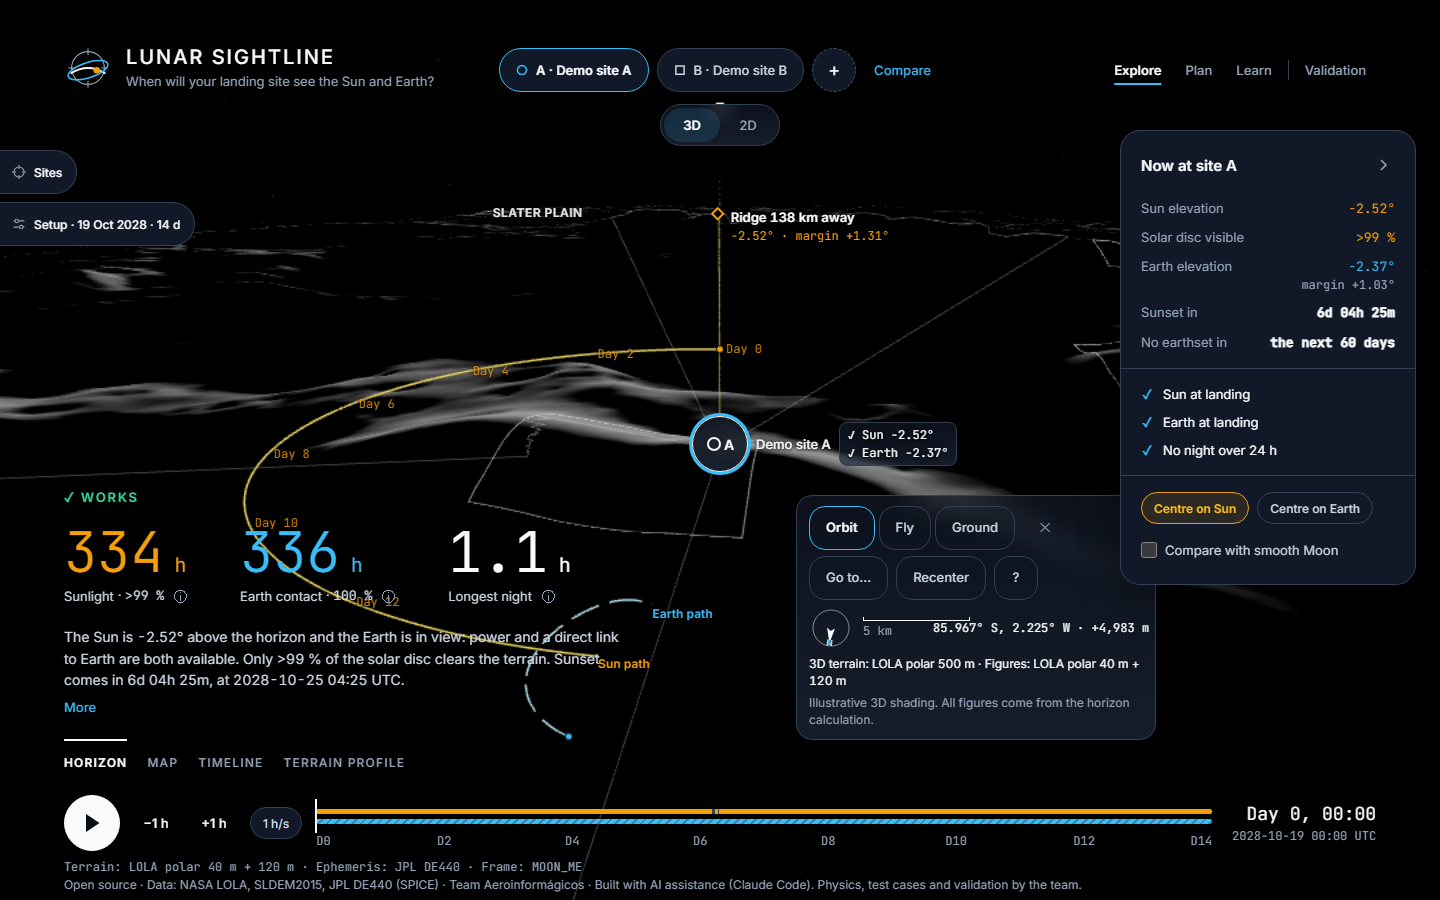 LUNAR SIGHTLINE
When will your landing site see the Sun and Earth?
A · Demo site A
B · Demo site B
+
Compare
Explore
Plan
Learn
Validation
3D
2D
Sites
Setup · 19 Oct 2028 · 14 d
SLATER PLAIN
Ridge 138 km away
-2.52° · margin +1.31°
Now at site A
Sun elevation -2.52°
Solar disc visible >99 %
Earth elevation -2.37°
margin +1.03°
Sunset in 6d 04h 25m
No earthset in the next 60 days
✓ Sun at landing
✓ Earth at landing
✓ No night over 24 h
Centre on Sun
Centre on Earth
Compare with smooth Moon
Day 0
Day 2
Day 4
Day 6
Day 8
Day 10
Day 12
A
Demo site A
✓ Sun -2.52°
✓ Earth -2.37°
✓ WORKS
334 h
336 h
1.1 h
Sunlight · >99 %
Earth contact · 100 %
Longest night
Earth path
Sun path
The Sun is -2.52° above the horizon and the Earth is in view: power and a direct link
to Earth are both available. Only >99 % of the solar disc clears the terrain. Sunset
comes in 6d 04h 25m, at 2028-10-25 04:25 UTC.
More
Orbit
Fly
Ground
Go to...
Recenter
?
N
5 km
85.967° S, 2.225° W · +4,983 m
3D terrain: LOLA polar 500 m · Figures: LOLA polar 40 m +
120 m
Illustrative 3D shading. All figures come from the horizon
calculation.
HORIZON
MAP
TIMELINE
TERRAIN PROFILE
−1 h
+1 h
1 h/s
D0
D2
D4
D6
D8
D10
D12
D14
Day 0, 00:00
2028-10-19 00:00 UTC
Terrain: LOLA polar 40 m + 120 m · Ephemeris: JPL DE440 · Frame: MOON_ME
Open source · Data: NASA LOLA, SLDEM2015, JPL DE440 (SPICE) · Team Aeroinformágicos · Built with AI assistance (Claude Code). Physics, test cases and validation by the team.